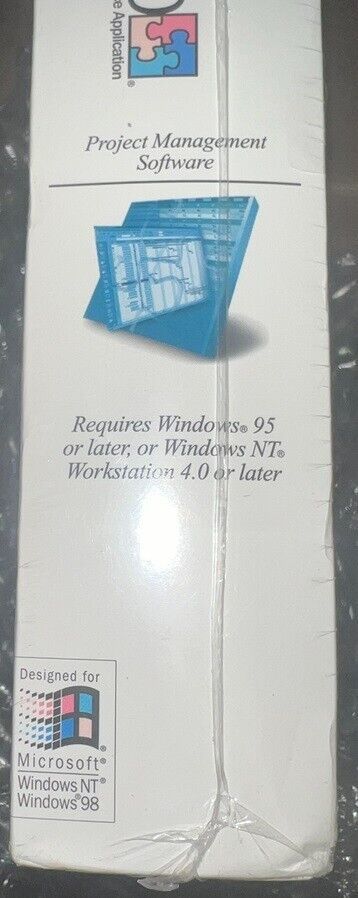 e Application
Project Management
Software
Requires Windows® 95
or later, or Windows NT®
Workstation 4.0 or later
Designed for
Microsoft®
Windows NT®
Windows®98